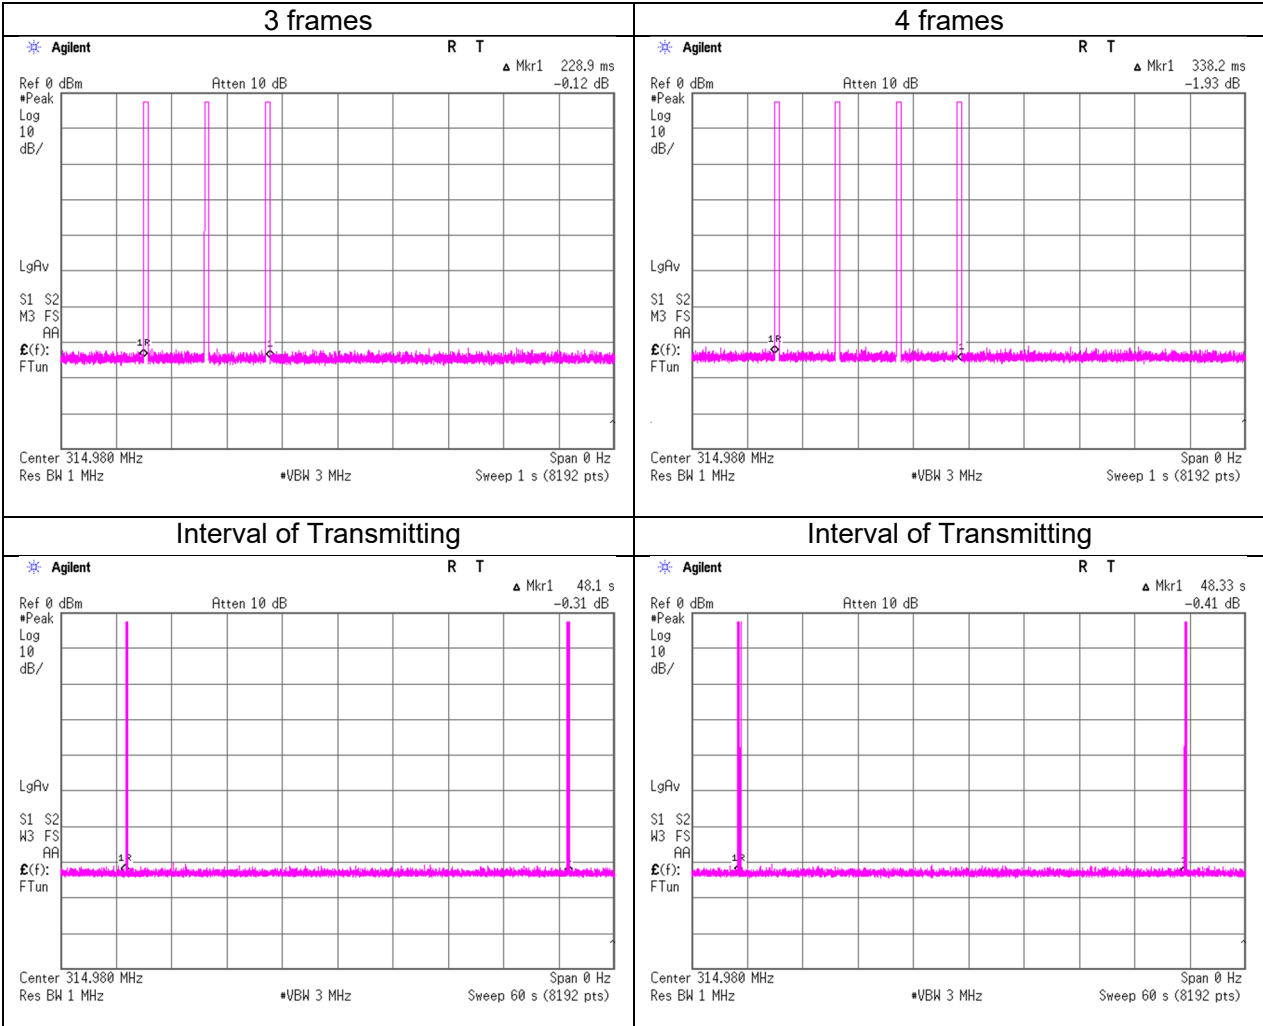 3 frames
Agilent R T
Δ Mkr1 228.9 ms
Ref 0 dBm Atten 10 dB -0.12 dB
#Peak
Log
10
dB/
LgAv
S1 S2
M3 FS
AA
£(f):
FTun
1R
1
Center 314.980 MHz Span 0 Hz
Res BW 1 MHz #VBW 3 MHz Sweep 1 s (8192 pts)
4 frames
Agilent R T
Δ Mkr1 338.2 ms
Ref 0 dBm Atten 10 dB -1.93 dB
#Peak
Log
10
dB/
LgAv
S1 S2
M3 FS
AA
£(f):
FTun
1R
1
Center 314.980 MHz Span 0 Hz
Res BW 1 MHz #VBW 3 MHz Sweep 1 s (8192 pts)
Interval of Transmitting
Agilent R T
Δ Mkr1 48.1 s
Ref 0 dBm Atten 10 dB -0.31 dB
#Peak
Log
10
dB/
LgAv
S1 S2
W3 FS
AA
£(f):
FTun
1R
Center 314.980 MHz Span 0 Hz
Res BW 1 MHz #VBW 3 MHz Sweep 60 s (8192 pts)
Interval of Transmitting
Agilent R T
Δ Mkr1 48.33 s
Ref 0 dBm Atten 10 dB -0.41 dB
#Peak
Log
10
dB/
LgAv
S1 S2
W3 FS
AA
£(f):
FTun
1R
Center 314.980 MHz Span 0 Hz
Res BW 1 MHz #VBW 3 MHz Sweep 60 s (8192 pts)